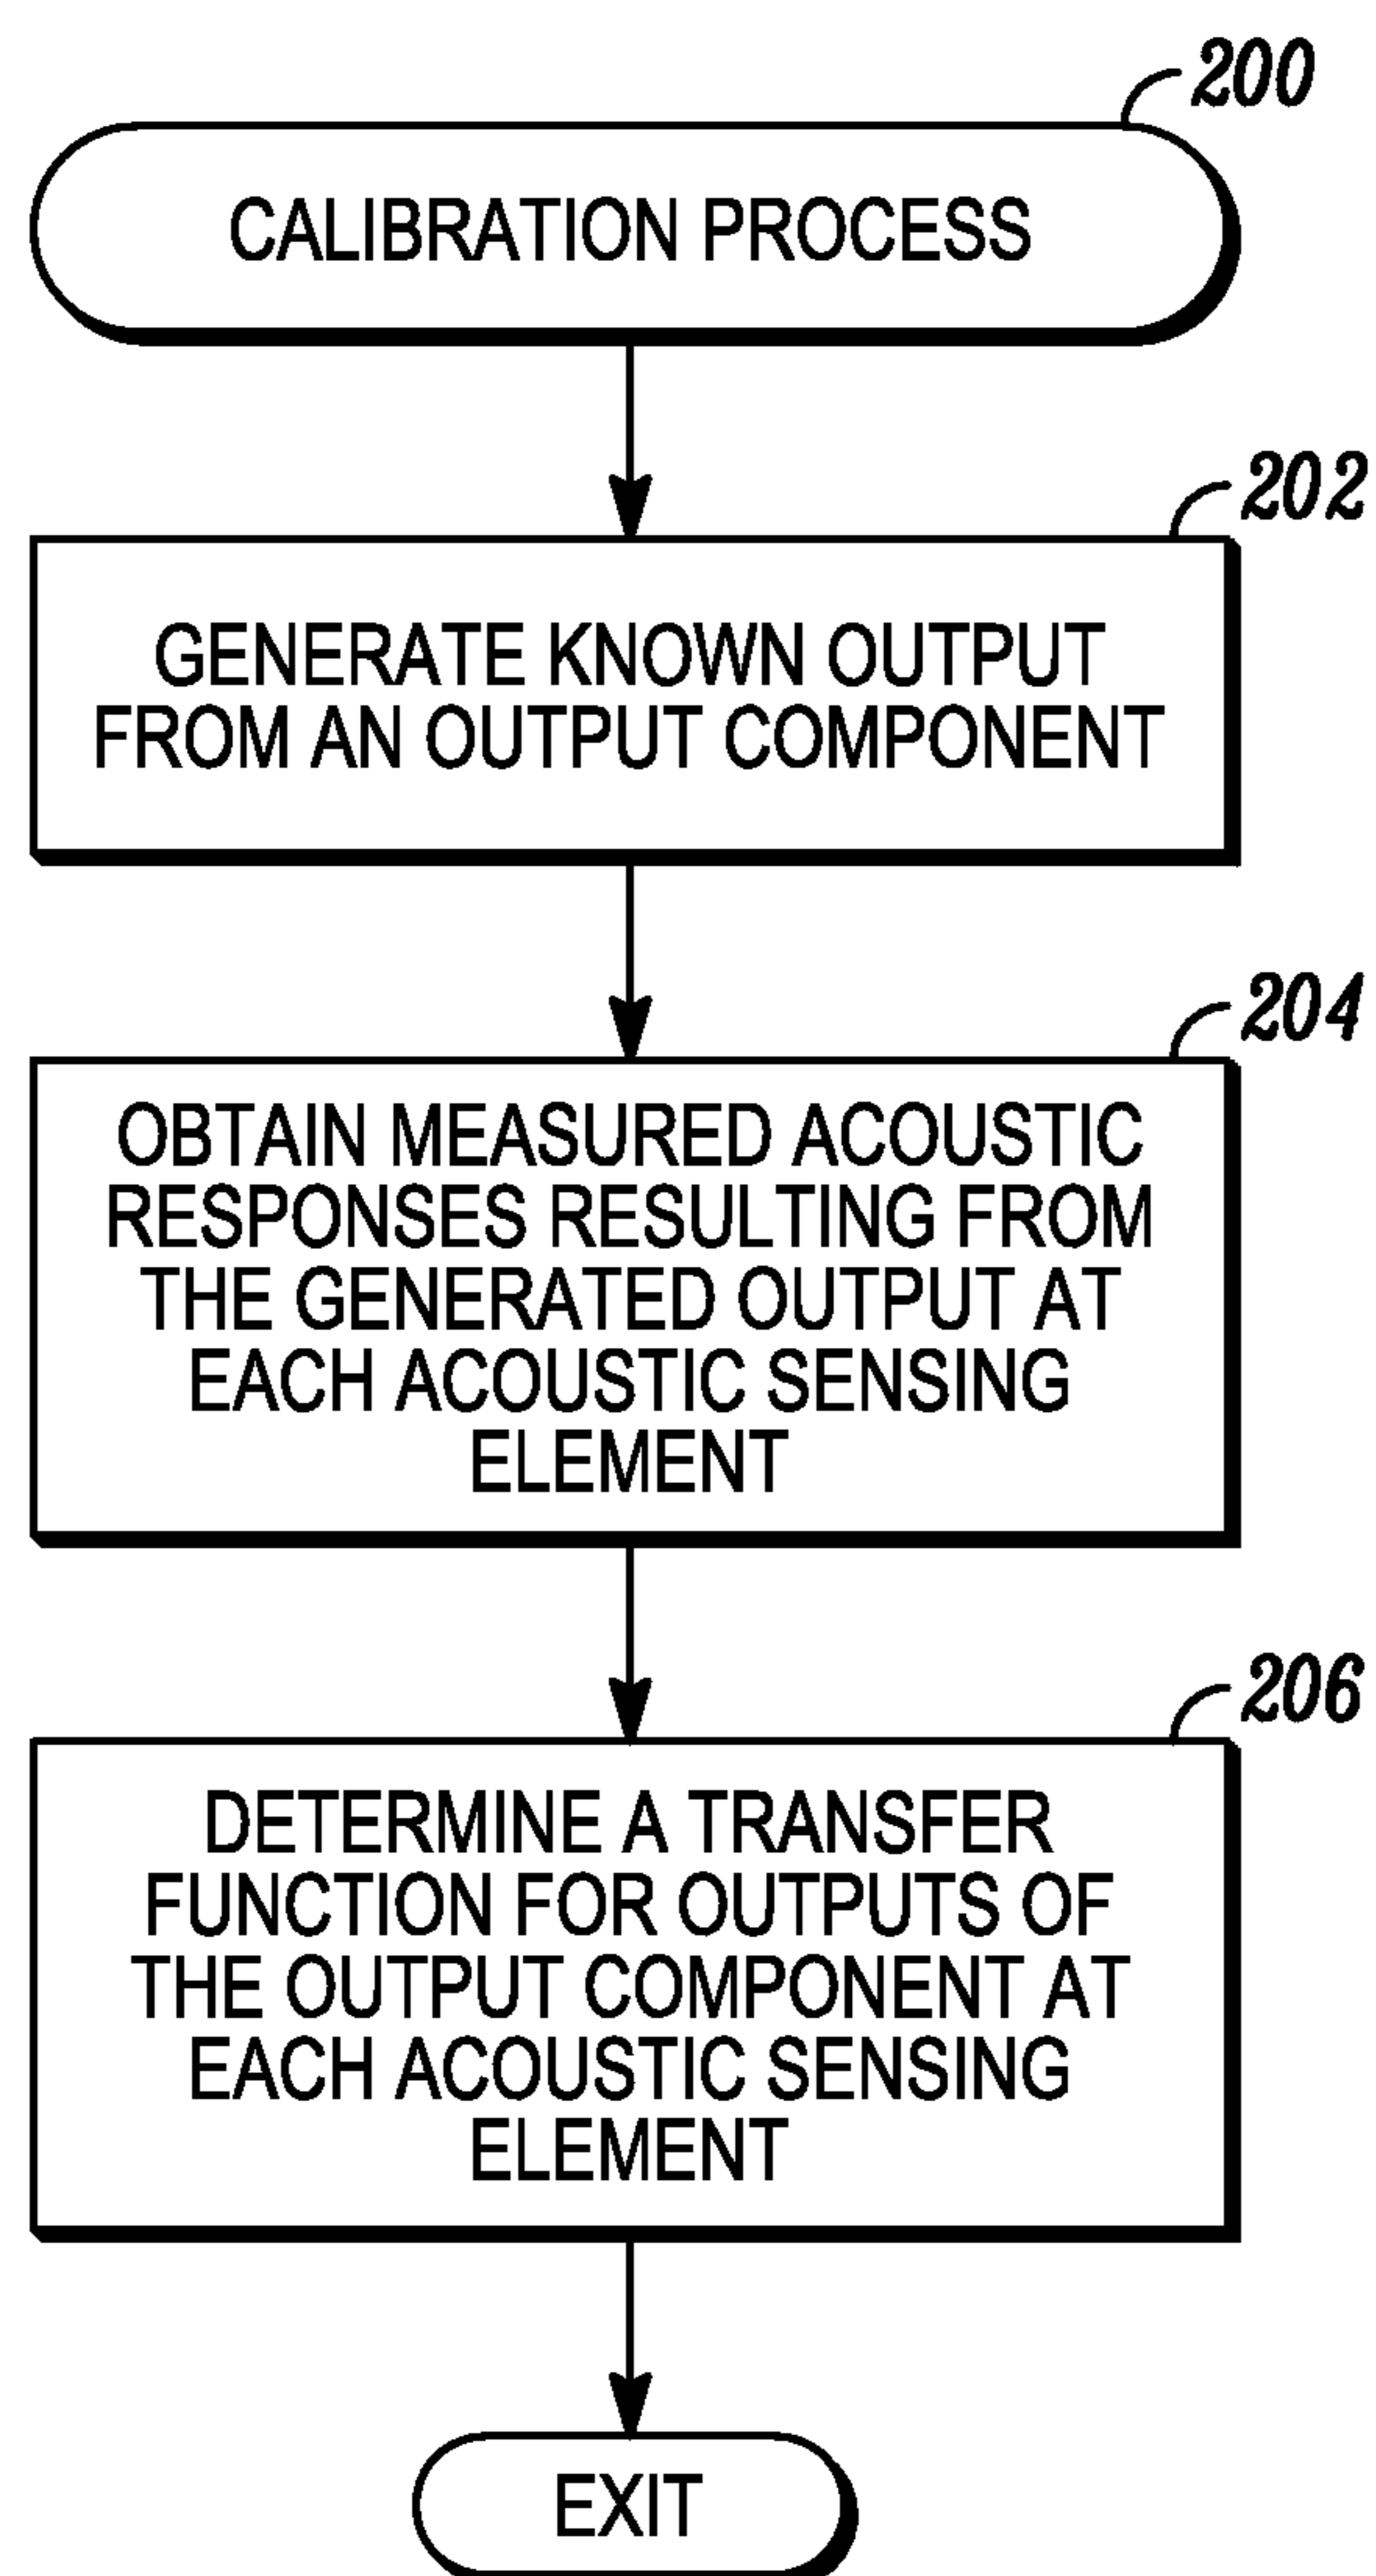 200
CALIBRATION PROCESS
202
GENERATE KNOWN OUTPUT
FROM AN OUTPUT COMPONENT
204
OBTAIN MEASURED ACOUSTIC
RESPONSES RESULTING FROM
THE GENERATED OUTPUT AT
EACH ACOUSTIC SENSING
ELEMENT
206
DETERMINE A TRANSFER
FUNCTION FOR OUTPUTS OF
THE OUTPUT COMPONENT AT
EACH ACOUSTIC SENSING
ELEMENT
EXIT